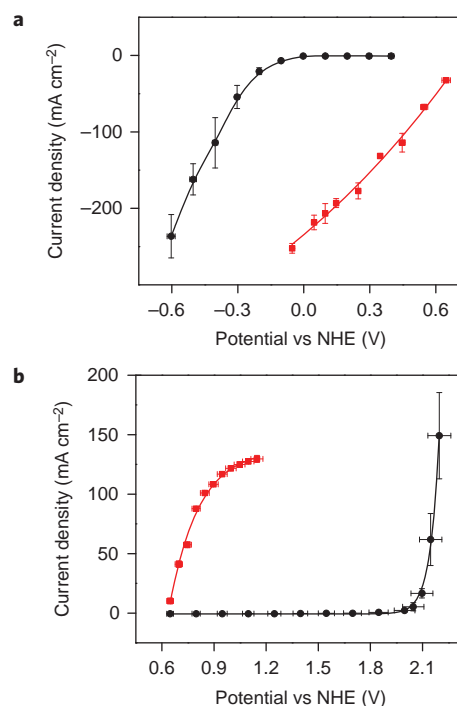 a
Current density (mA cm⁻²)
0
−100
−200
−0.6 −0.3 0.0 0.3 0.6
Potential vs NHE (V)
b
Current density (mA cm⁻²)
200
150
100
50
0
0.6 0.9 1.2 1.5 1.8 2.1
Potential vs NHE (V)